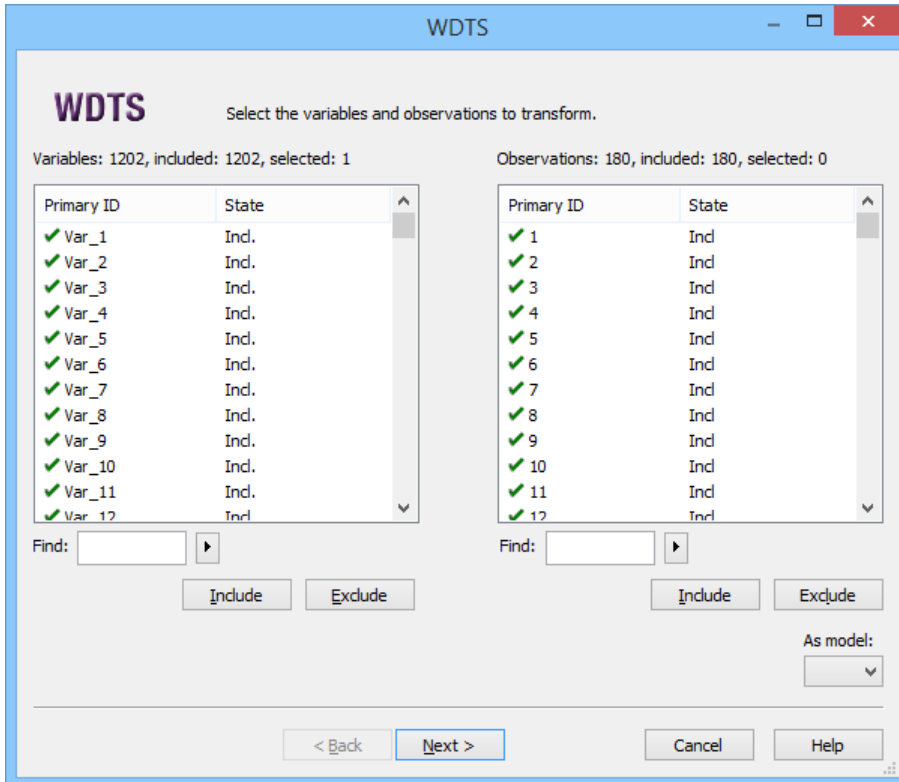 WDTS
WDTS
Select the variables and observations to transform.
Variables: 1202, included: 1202, selected: 1
Primary ID State
Var_1 Incl.
Var_2 Incl.
Var_3 Incl.
Var_4 Incl.
Var_5 Incl.
Var_6 Incl.
Var_7 Incl.
Var_8 Incl.
Var_9 Incl.
Var_10 Incl.
Var_11 Incl.
Var_12 Incl.
Find:
Include Exclude
Observations: 180, included: 180, selected: 0
Primary ID State
1 Incl
2 Incl
3 Incl
4 Incl
5 Incl
6 Incl
7 Incl
8 Incl
9 Incl
10 Incl
11 Incl
12 Incl
Find:
Include Exclude
As model:
< Back Next > Cancel Help